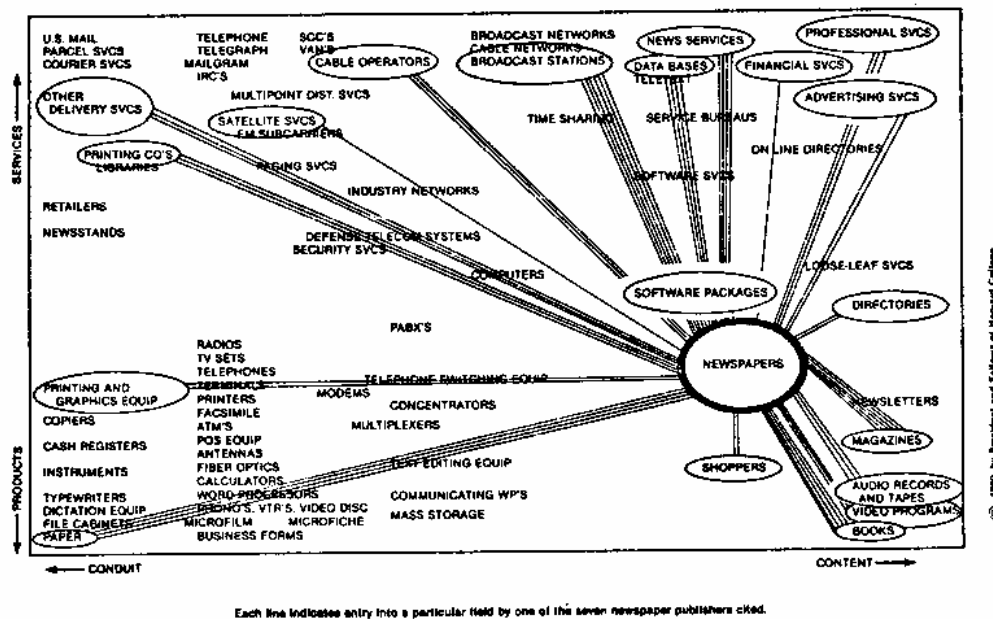 U.S. MAIL
PARCEL SVCS
COURIER SVCS
OTHER
DELIVERY SVCS
PRINTING CO'S
LIBRARIES
RETAILERS
NEWSSTANDS
TELEPHONE
TELEGRAPH
MAILGRAM
IRC'S
SCC'S
VAN'S
MULTIPOINT DIST. SVCS
SATELLITE SVCS
FM SUBCARRIERS
PAGING SVCS
INDUSTRY NETWORKS
DEFENSE TELECOM SYSTEMS
SECURITY SVCS
COMPUTERS
CABLE OPERATORS
BROADCAST NETWORKS
CABLE NETWORKS
BROADCAST STATIONS
NEWS SERVICES
DATA BASES
TELETEXT
TIME SHARING
SERVICE BUREAUS
SOFTWARE SVCS
PROFESSIONAL SVCS
FINANCIAL SVCS
ADVERTISING SVCS
ON LINE DIRECTORIES
LOOSE-LEAF SVCS
SOFTWARE PACKAGES
DIRECTORIES
NEWSPAPERS
PABX'S
RADIOS
TV SETS
TELEPHONES
TERMINALS
PRINTERS
FACSIMILE
ATM'S
POS EQUIP
ANTENNAS
FIBER OPTICS
CALCULATORS
WORD PROCESSORS
PHONO'S, VTR'S, VIDEO DISC
MICROFILM MICROFICHE
BUSINESS FORMS
TELEPHONE SWITCHING EQUIP
MODEMS
CONCENTRATORS
MULTIPLEXERS
TEXT EDITING EQUIP
COMMUNICATING WP'S
MASS STORAGE
PRINTING AND
GRAPHICS EQUIP
COPIERS
CASH REGISTERS
INSTRUMENTS
TYPEWRITERS
DICTATION EQUIP
FILE CABINETS
PAPER
NEWSLETTERS
MAGAZINES
SHOPPERS
AUDIO RECORDS
AND TAPES
VIDEO PROGRAMS
BOOKS
SERVICES
PRODUCTS
CONDUIT
CONTENT
Each line indicates entry into a particular field by one of the seven newspaper publishers cited.